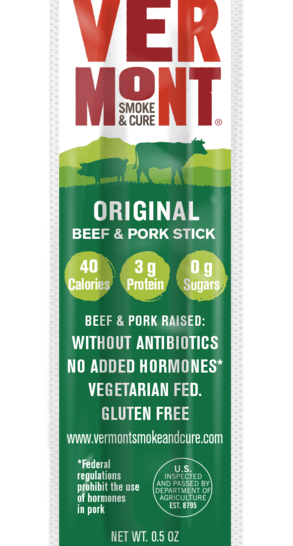 VER
MONT
SMOKE
& CURE
®
ORIGINAL
BEEF & PORK STICK
40
Calories
3 g
Protein
0 g
Sugars
BEEF & PORK RAISED:
WITHOUT ANTIBIOTICS
NO ADDED HORMONES*
VEGETARIAN FED.
GLUTEN FREE
www.vermontsmokeandcure.com
*Federal
regulations
prohibit the use
of hormones
in pork
U.S.
INSPECTED
AND PASSED BY
DEPARTMENT OF
AGRICULTURE
EST. 8795
NET WT. 0.5 OZ